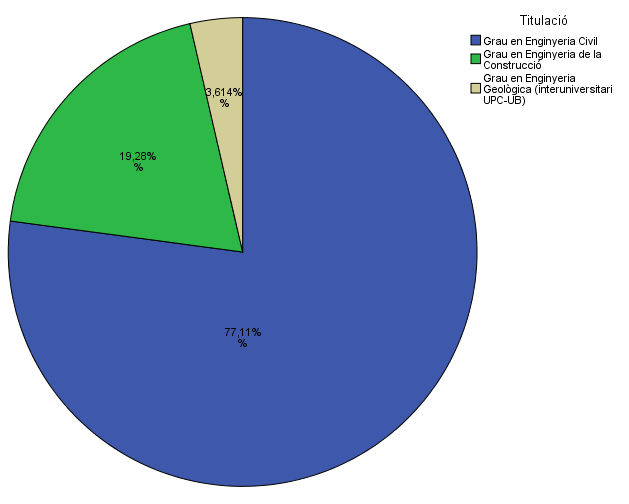 Titulació
Grau en Enginyeria Civil
Grau en Enginyeria de la
Construcció
Grau en Enginyeria
Geològica (interuniversitari
UPC-UB)
3,614%
%
19,28%
%
77,11%
%